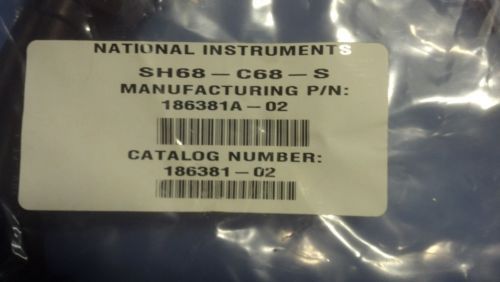 NATIONAL INSTRUMENTS
SH68-C68-S
MANUFACTURING P/N:
186381A-02
CATALOG NUMBER:
186381-02